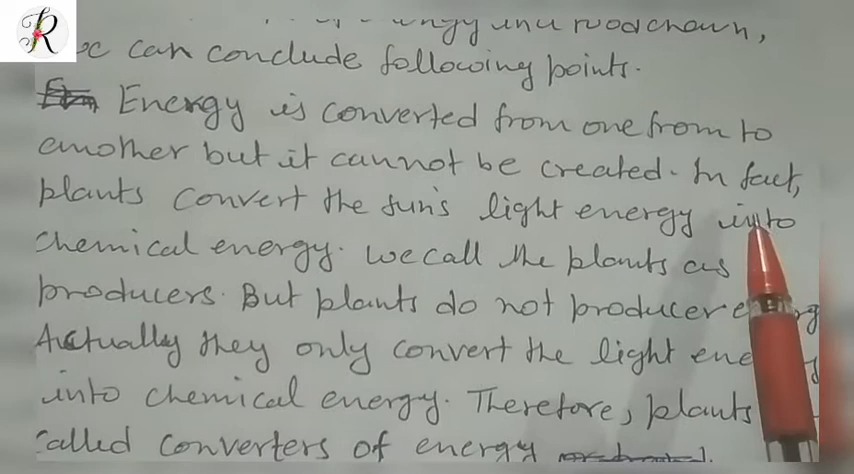 R
can conclude following points.
Energy is converted from one from to
another but it cannot be created. In fact,
plants convert the sun's light energy into
chemical energy. We call the plants as
producers. But plants do not producer
Actually they only convert the light
into chemical energy. Therefore, plants
called converters of energy